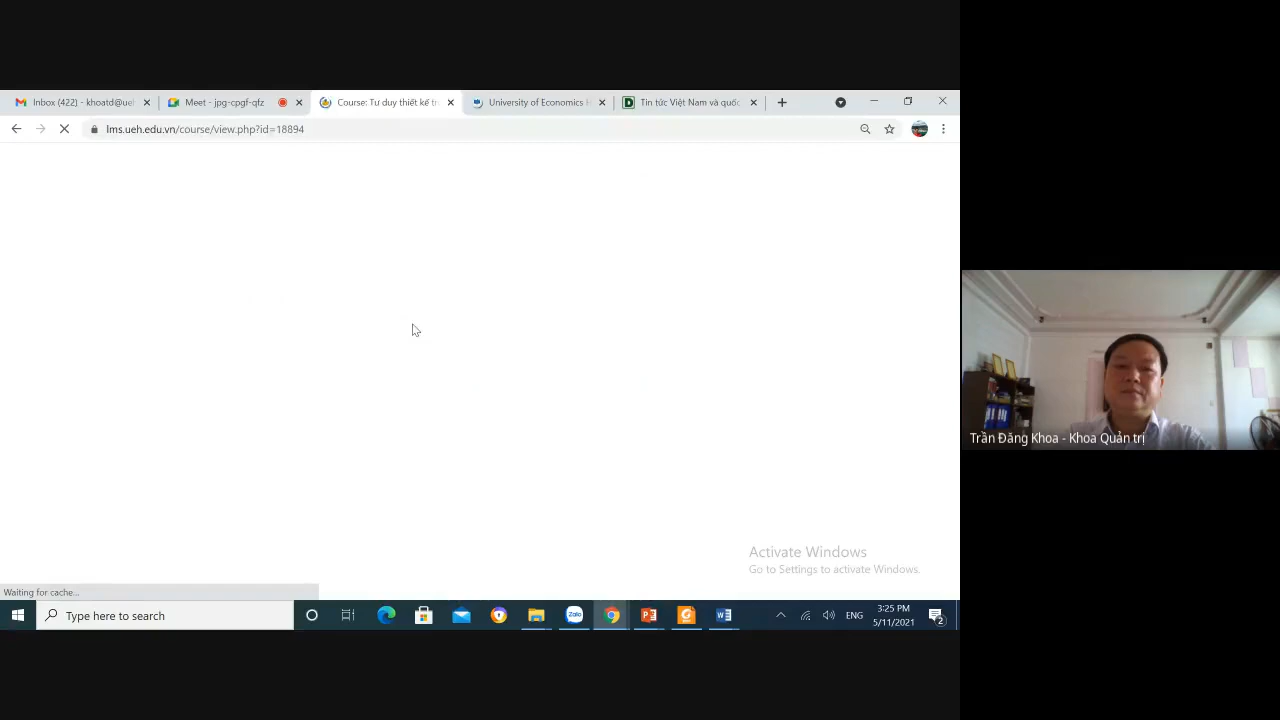 Inbox (422) - khoatd@uel
Meet - jpg-cpgf-qfz
Course: Tư duy thiết kế tr
University of Economics H
Tin tức Việt Nam và quốc
lms.ueh.edu.vn/course/view.php?id=18894
Trần Đăng Khoa - Khoa Quản trị
Activate Windows
Go to Settings to activate Windows.
Waiting for cache...
Type here to search
Zalo
ENG
3:25 PM
5/11/2021
2